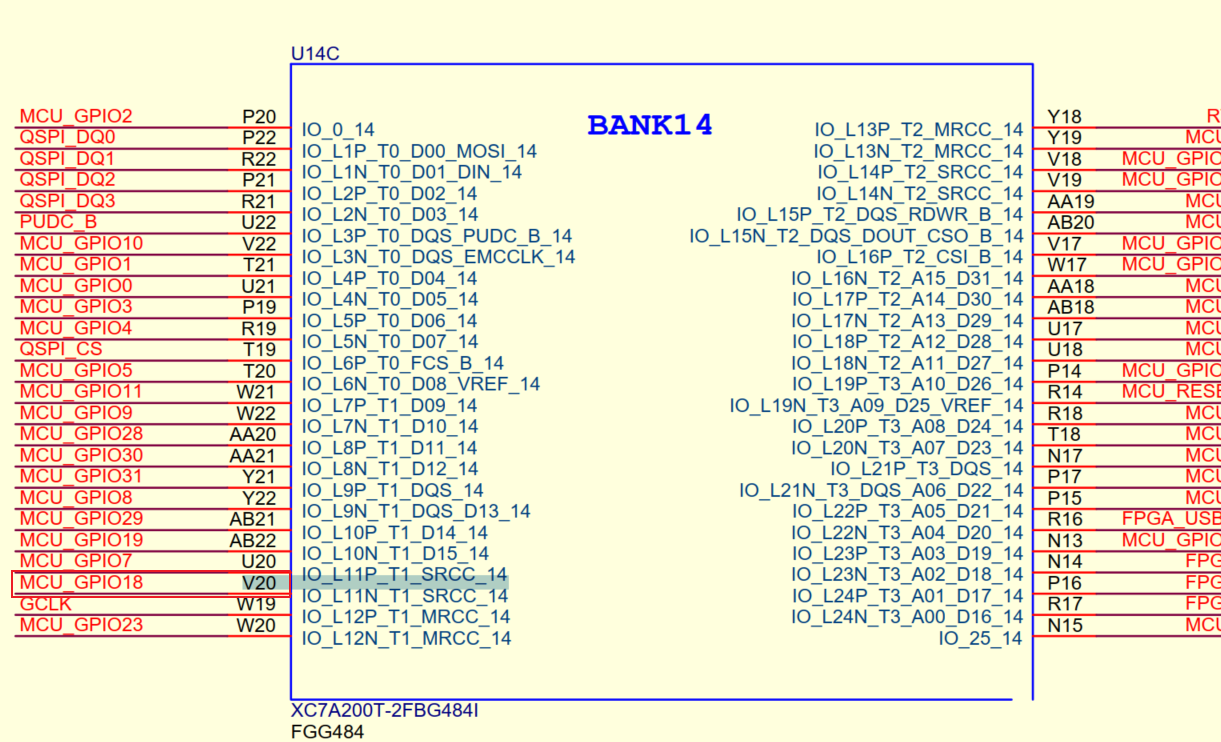 U14C
BANK14
MCU_GPIO2 P20 IO_0_14
QSPI_DQ0 P22 IO_L1P_T0_D00_MOSI_14
QSPI_DQ1 R22 IO_L1N_T0_D01_DIN_14
QSPI_DQ2 P21 IO_L2P_T0_D02_14
QSPI_DQ3 R21 IO_L2N_T0_D03_14
PUDC_B U22 IO_L3P_T0_DQS_PUDC_B_14
MCU_GPIO10 V22 IO_L3N_T0_DQS_EMCCLK_14
MCU_GPIO1 T21 IO_L4P_T0_D04_14
MCU_GPIO0 U21 IO_L4N_T0_D05_14
MCU_GPIO3 P19 IO_L5P_T0_D06_14
MCU_GPIO4 R19 IO_L5N_T0_D07_14
QSPI_CS T19 IO_L6P_T0_FCS_B_14
MCU_GPIO5 T20 IO_L6N_T0_D08_VREF_14
MCU_GPIO11 W21 IO_L7P_T1_D09_14
MCU_GPIO9 W22 IO_L7N_T1_D10_14
MCU_GPIO28 AA20 IO_L8P_T1_D11_14
MCU_GPIO30 AA21 IO_L8N_T1_D12_14
MCU_GPIO31 Y21 IO_L9P_T1_DQS_14
MCU_GPIO8 Y22 IO_L9N_T1_DQS_D13_14
MCU_GPIO29 AB21 IO_L10P_T1_D14_14
MCU_GPIO19 AB22 IO_L10N_T1_D15_14
MCU_GPIO7 U20 IO_L11P_T1_SRCC_14
MCU_GPIO18 V20 IO_L11N_T1_SRCC_14
GCLK W19 IO_L12P_T1_MRCC_14
MCU_GPIO23 W20 IO_L12N_T1_MRCC_14
IO_L13P_T2_MRCC_14 Y18 R
IO_L13N_T2_MRCC_14 Y19 MCU
IO_L14P_T2_SRCC_14 V18 MCU_GPIO
IO_L14N_T2_SRCC_14 V19 MCU_GPIO
IO_L15P_T2_DQS_RDWR_B_14 AA19 MCU
IO_L15N_T2_DQS_DOUT_CSO_B_14 AB20 MCU
IO_L16P_T2_CSI_B_14 V17 MCU_GPIO
IO_L16N_T2_A15_D31_14 W17 MCU_GPIO
IO_L17P_T2_A14_D30_14 AA18 MCU
IO_L17N_T2_A13_D29_14 AB18 MCU
IO_L18P_T2_A12_D28_14 U17 MCU
IO_L18N_T2_A11_D27_14 U18 MCU
IO_L19P_T3_A10_D26_14 P14 MCU_GPIO
IO_L19N_T3_A09_D25_VREF_14 R14 MCU_RESE
IO_L20P_T3_A08_D24_14 R18 MCU
IO_L20N_T3_A07_D23_14 T18 MCU
IO_L21P_T3_DQS_14 N17 MCU
IO_L21N_T3_DQS_A06_D22_14 P17 MCU
IO_L22P_T3_A05_D21_14 P15 MCU
IO_L22N_T3_A04_D20_14 R16 FPGA_USB
IO_L23P_T3_A03_D19_14 N13 MCU_GPIO
IO_L23N_T3_A02_D18_14 N14 FPG
IO_L24P_T3_A01_D17_14 P16 FPG
IO_L24N_T3_A00_D16_14 R17 FPG
IO_25_14 N15 MCU
XC7A200T-2FBG484I
FGG484